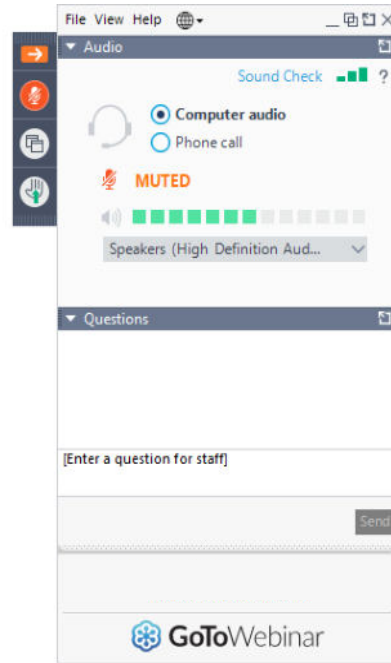 File View Help
Audio
Sound Check ?
Computer audio
Phone call
MUTED
Speakers (High Definition Aud...
Questions
[Enter a question for staff]
Send
GoToWebinar